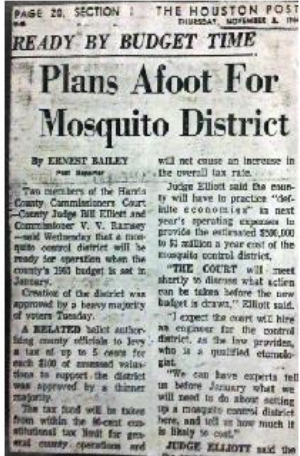 PAGE 20, SECTION 1 THE HOUSTON POST
THURSDAY, NOVEMBER 8,
READY BY BUDGET TIME
Plans Afoot For
Mosquito District
By ERNEST BAILEY
Post Reporter
Two members of the Harris
County Commissioners Court
—County Judge Bill Elliott and
Commissioner V. V. Ramsey
—said Wednesday that a mos-
quito control district will be
ready for operation when the
county's 1965 budget is set in
January.
Creation of the district was
approved by a heavy majority
of voters Tuesday.
A RELATED ballot author-
izing county officials to levy
a tax of up to 5 cents for
each $100 of assessed valua-
tions to support the district
was approved by a thinner
majority.
The tax fund will be taken
from within the 80-cent con-
stitutional tax limit for gen-
eral county operations and
will not cause an increase in
the overall tax rate.
Judge Elliott said the coun-
ty will have to practice "def-
inite economies" in next
year's operating expenses to
provide the estimated $500,000
to $1 million a year cost of the
mosquito control district.
"THE COURT will meet
shortly to discuss what action
can be taken before the new
budget is drawn," Elliott said.
"I expect the court will hire
an engineer for the control
district, as the law provides,
who is a qualified etomolo-
gist.
"We can have experts tell
us before January what we
will need to do about setting
up a mosquito control district
here, and tell us how much it
is likely to cost."
JUDGE ELLIOTT said the